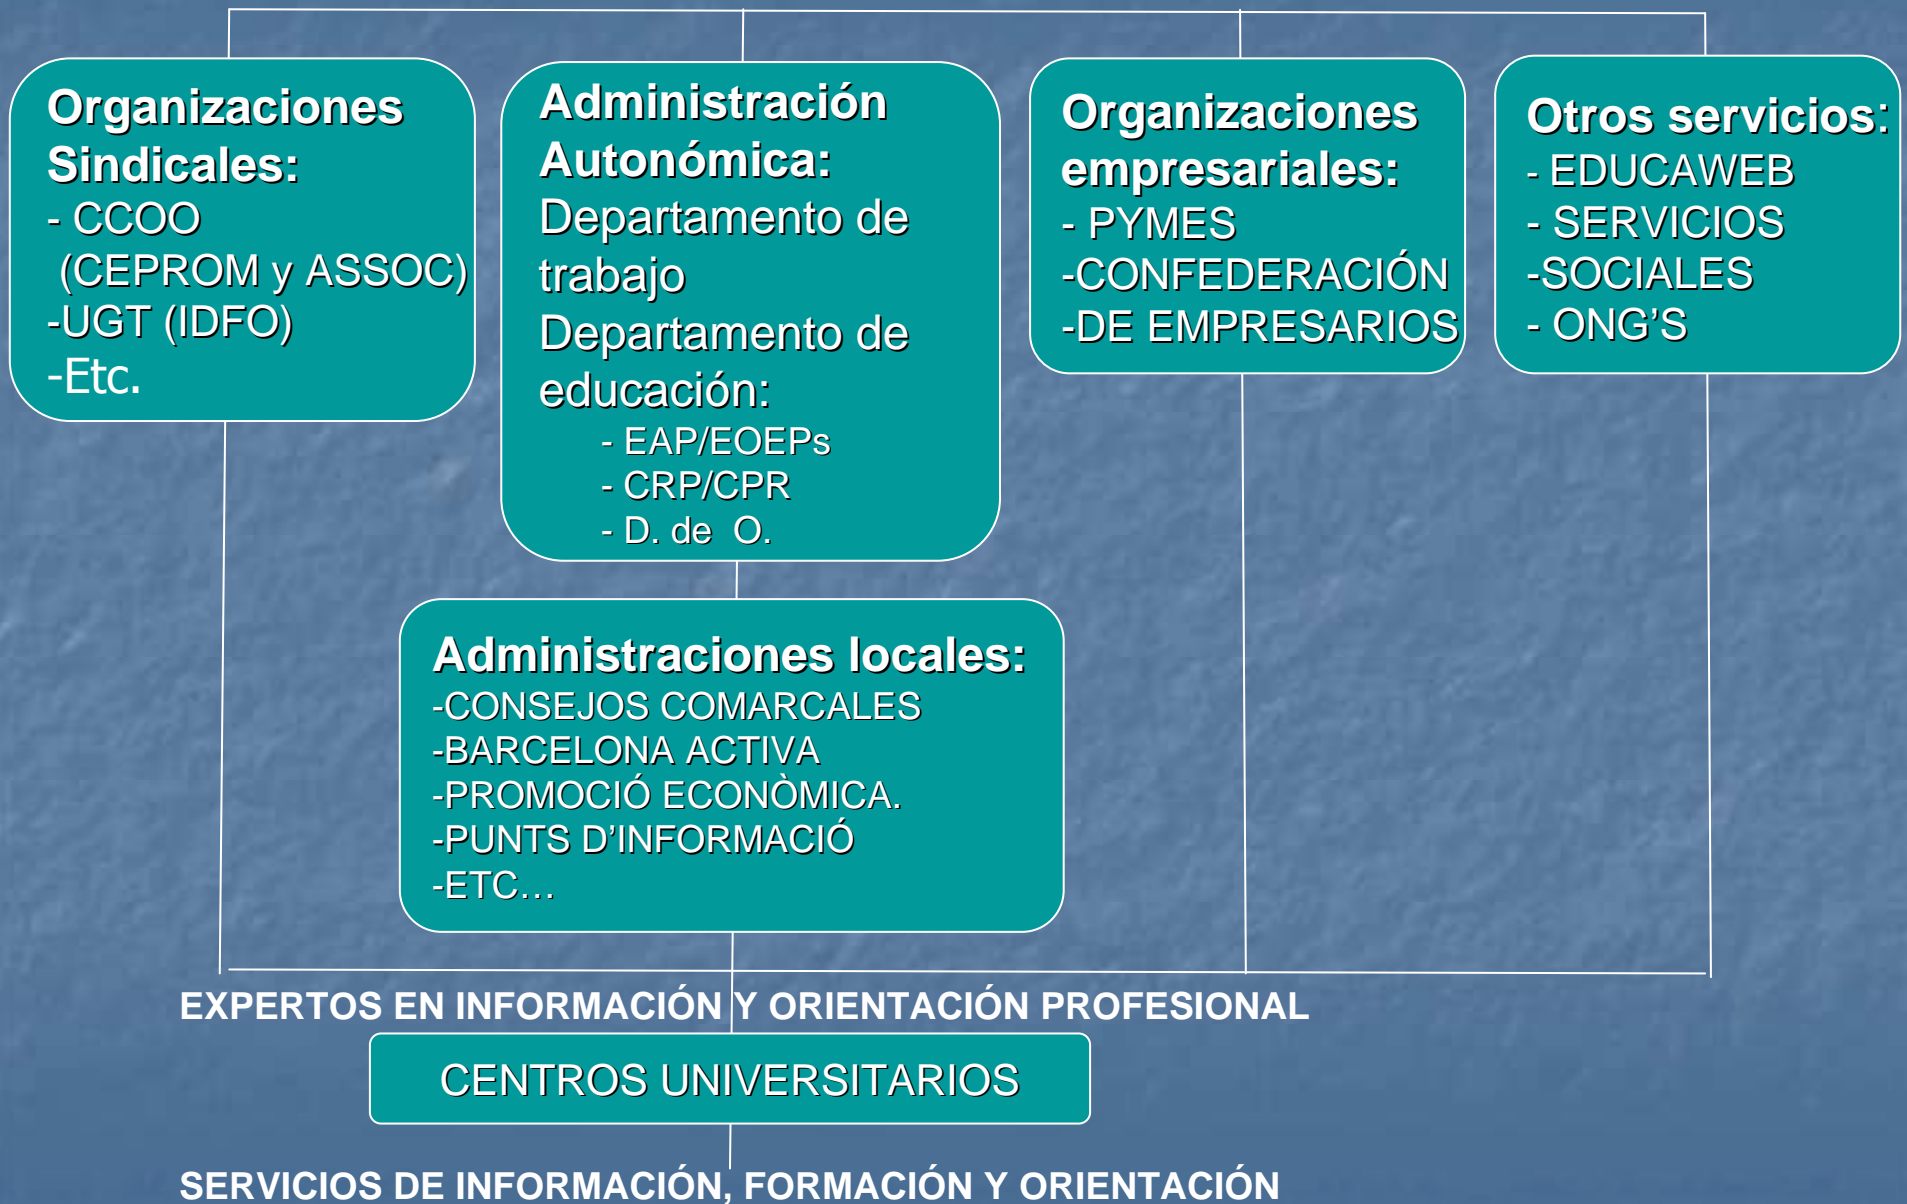 Organizaciones
Sindicales:
- CCOO
(CEPROM y ASSOC)
-UGT (IDFO)
-Etc.
Administración
Autonómica:
Departamento de
trabajo
Departamento de
educación:
- EAP/EOEPs
- CRP/CPR
- D. de O.
Organizaciones
empresariales:
- PYMES
-CONFEDERACIÓN
-DE EMPRESARIOS
Otros servicios:
- EDUCAWEB
- SERVICIOS
-SOCIALES
- ONG’S
Administraciones locales:
-CONSEJOS COMARCALES
-BARCELONA ACTIVA
-PROMOCIÓ ECONÒMICA.
-PUNTS D’INFORMACIÓ
-ETC…
EXPERTOS EN INFORMACIÓN Y ORIENTACIÓN PROFESIONAL
CENTROS UNIVERSITARIOS
SERVICIOS DE INFORMACIÓN, FORMACIÓN Y ORIENTACIÓN